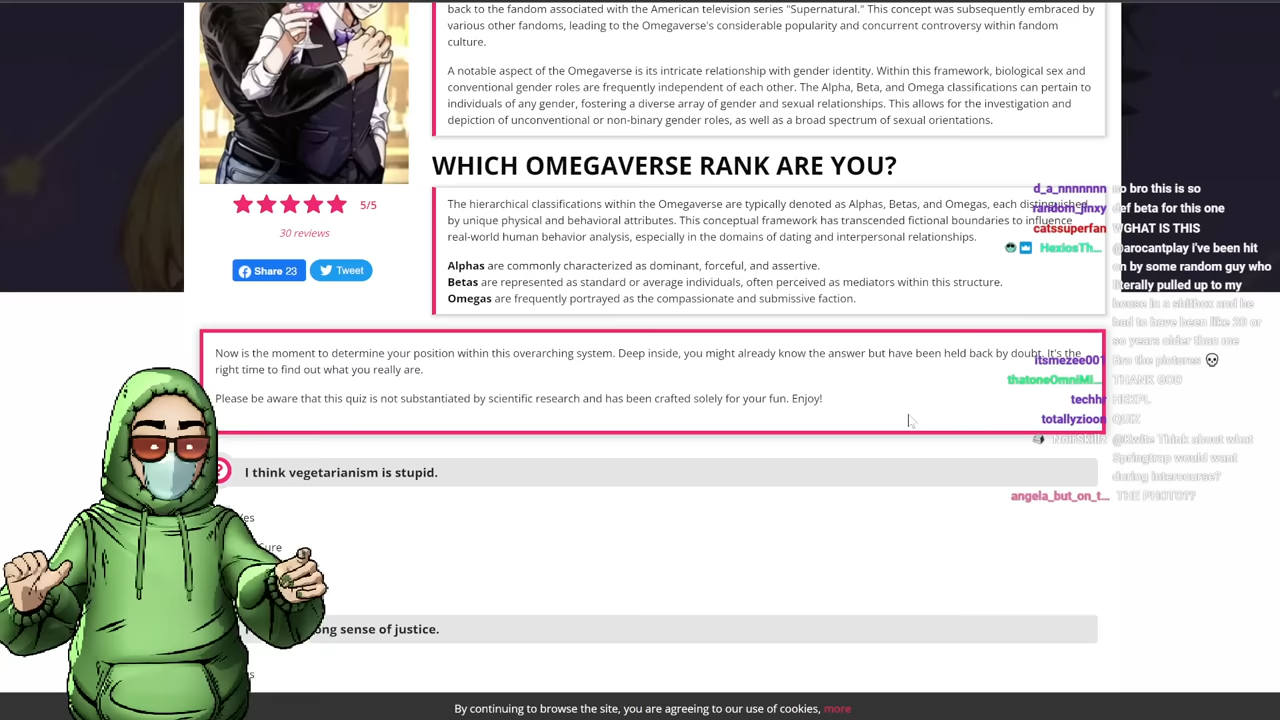 back to the fandom associated with the American television series "Supernatural." This concept was subsequently embraced by
various other fandoms, leading to the Omegaverse's considerable popularity and concurrent controversy within fandom
culture.
A notable aspect of the Omegaverse is its intricate relationship with gender identity. Within this framework, biological sex and
conventional gender roles are frequently independent of each other. The Alpha, Beta, and Omega classifications can pertain to
individuals of any gender, fostering a diverse array of gender and sexual relationships. This allows for the investigation and
depiction of unconventional or non-binary gender roles, as well as a broad spectrum of sexual orientations.
WHICH OMEGAVERSE RANK ARE YOU?
The hierarchical classifications within the Omegaverse are typically denoted as Alphas, Betas, and Omegas, each distinguished
by unique physical and behavioral attributes. This conceptual framework has transcended fictional boundaries to influence
real-world human behavior analysis, especially in the domains of dating and interpersonal relationships.
Alphas are commonly characterized as dominant, forceful, and assertive.
Betas are represented as standard or average individuals, often perceived as mediators within this structure.
Omegas are frequently portrayed as the compassionate and submissive faction.
5/5
30 reviews
Share 23
Tweet
Now is the moment to determine your position within this overarching system. Deep inside, you might already know the answer but have been held back by doubt. It's the
right time to find out what you really are.
Please be aware that this quiz is not substantiated by scientific research and has been crafted solely for your fun. Enjoy!
? I think vegetarianism is stupid.
es
Sure
ong sense of justice.
s
d_a_nnnnnn no bro this is so
random_jinxy def beta for this one
catssuperfan WGHAT IS THIS
HexiosTh... @arocantplay i've been hit
on by some random guy who
literally pulled up to my
house in a shitbox and he
had to have been like 20 or
so years older than me
itsmezee001 Bro the pictures 💀
thatoneOmniMi... THANK GOD
techhr HEXPL
totallyzioon QUIZ
NoirSkillz @Kwite Think about what
Springtrap would want
during intercourse?
angela_but_on_t... THE PHOTO??
By continuing to browse the site, you are agreeing to our use of cookies, more